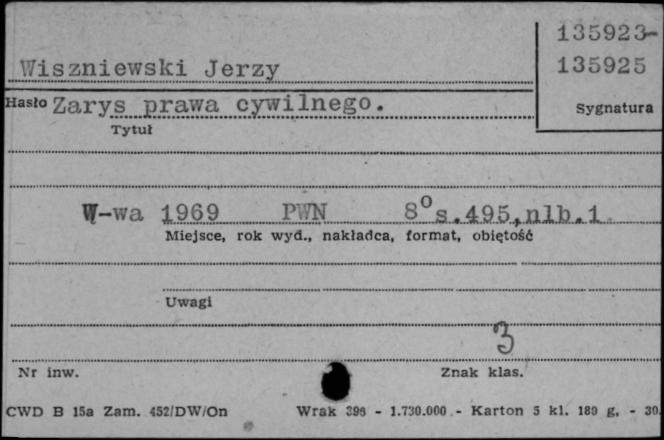 135923-
Wiszniewski Jerzy 135925
Hasło Zarys prawa cywilnego. Sygnatura
Tytuł
W-wa 1969 PWN 8° s.495,nlb.1
Miejsce, rok wyd., nakładca, format, objętość
Uwagi
3
Nr inw. Znak klas.
CWD B 15a Zam. 452/DW/On Wrak 396 - 1.730.000 - Karton 5 kl. 180 g, - 30.